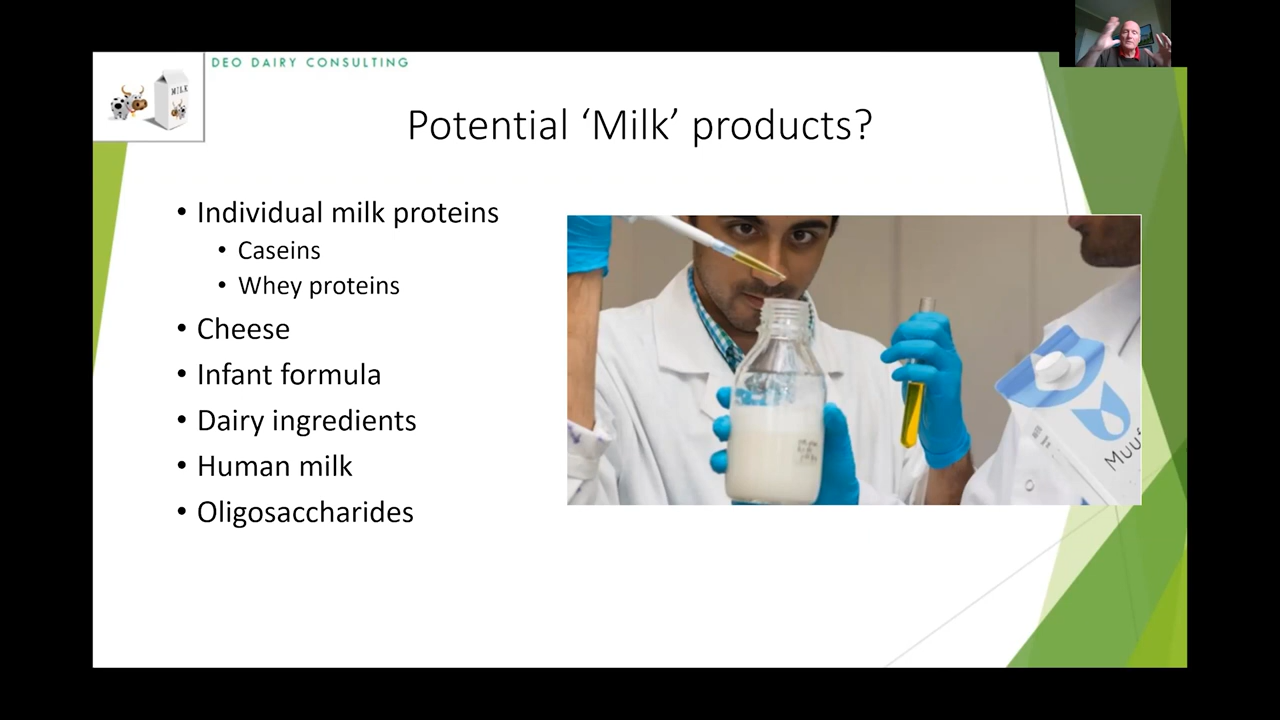 DEO DAIRY CONSULTING
MILK
Potential ‘Milk’ products?
• Individual milk proteins
• Caseins
• Whey proteins
• Cheese
• Infant formula
• Dairy ingredients
• Human milk
• Oligosaccharides